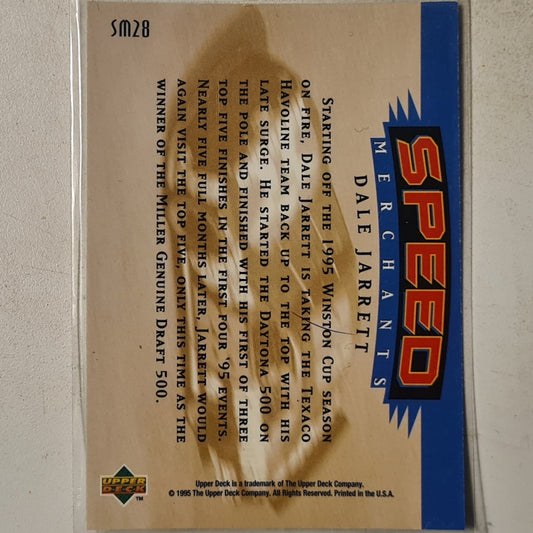 SM28
SPEED
MERCHANTS
DALE JARRETT
STARTING OFF THE 1995 WINSTON CUP SEASON
ON FIRE, DALE JARRETT IS TAKING THE TEXACO
HAVOLINE TEAM BACK UP TO THE TOP WITH HIS
LATE SURGE. HE STARTED THE DAYTONA 500 ON
THE POLE AND FINISHED WITH HIS FIRST OF THREE
TOP FIVE FINISHES IN THE FIRST FOUR '95 EVENTS.
NEARLY FIVE FULL MONTHS LATER, JARRETT WOULD
AGAIN VISIT THE TOP FIVE, ONLY THIS TIME AS THE
WINNER OF THE MILLER GENUINE DRAFT 500.
UPPER
DECK
TM
Upper Deck is a trademark of The Upper Deck Company.
© 1995 The Upper Deck Company. All Rights Reserved. Printed in the U.S.A.